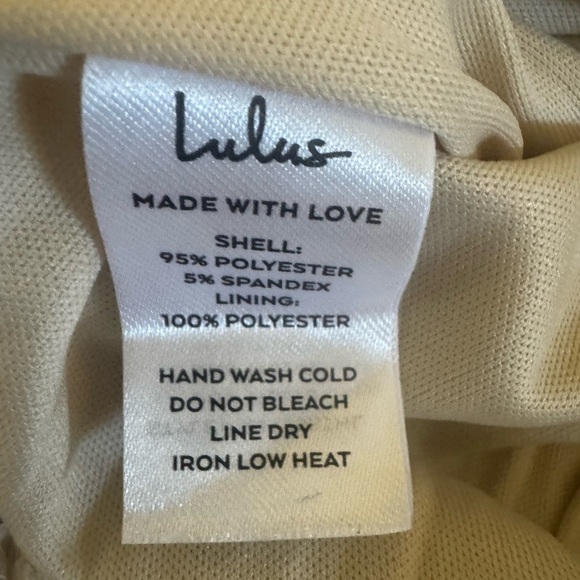 Lulus
MADE WITH LOVE
SHELL:
95% POLYESTER
5% SPANDEX
LINING:
100% POLYESTER
HAND WASH COLD
DO NOT BLEACH
LINE DRY
IRON LOW HEAT